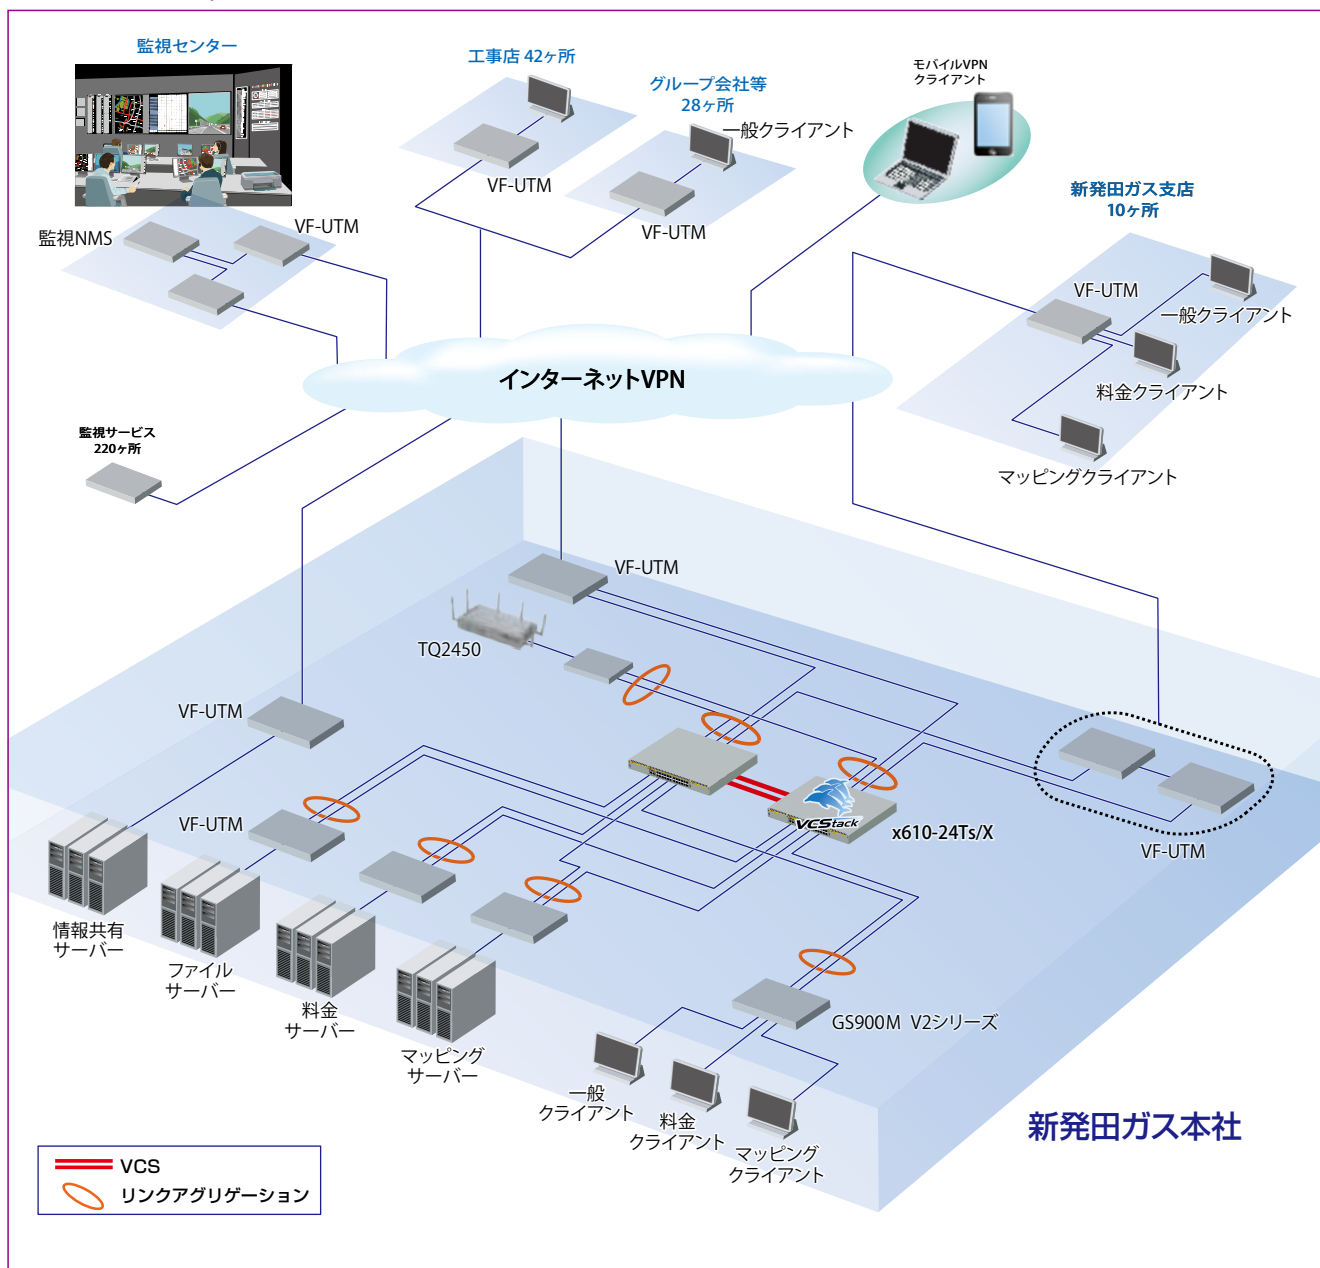 監視センター
工事店 42ヶ所
グループ会社等
28ヶ所
モバイルVPN
クライアント
一般クライアント
VF-UTM
VF-UTM
新発田ガス支店
10ヶ所
監視NMS
VF-UTM
VF-UTM
一般クライアント
料金クライアント
マッピングクライアント
インターネットVPN
監視サービス
220ヶ所
VF-UTM
TQ2450
VF-UTM
VF-UTM
VCStack
x610-24Ts/X
VF-UTM
情報共有
サーバー
ファイル
サーバー
料金
サーバー
マッピング
サーバー
GS900M V2シリーズ
一般
クライアント
料金
クライアント
マッピング
クライアント
新発田ガス本社
VCS
リンクアグリゲーション